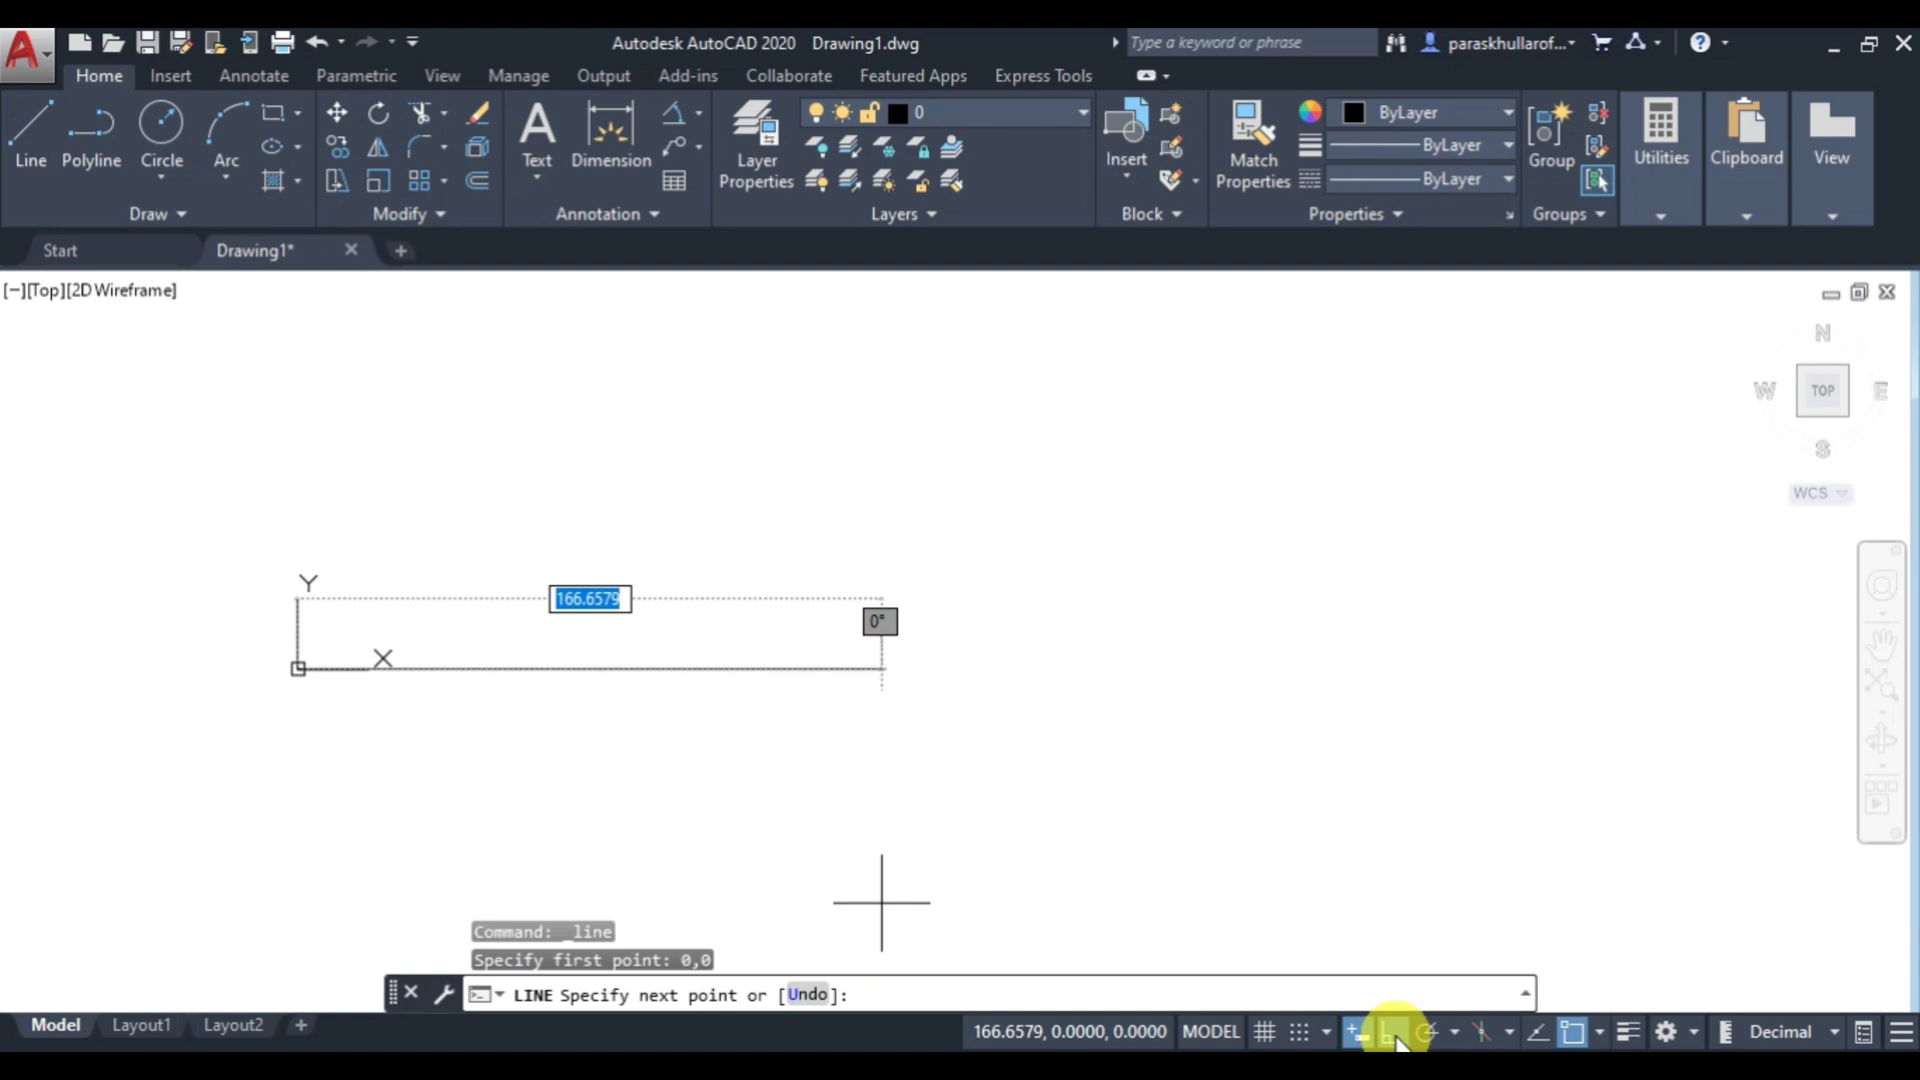 Autodesk AutoCAD 2020 Drawing1.dwg
Type a keyword or phrase
paraskhullarof...
Home Insert Annotate Parametric View Manage Output Add-ins Collaborate Featured Apps Express Tools
Line Polyline Circle Arc
Draw
Modify
Text Dimension
Annotation
Layer Properties
0
Layers
Insert
Block
Match Properties
ByLayer
ByLayer
ByLayer
Properties
Group
Groups
Utilities
Clipboard
View
Start Drawing1*
[−][Top][2D Wireframe]
N
W TOP E
S
WCS
Y
166.6579
0°
X
Command: _line
Specify first point: 0,0
LINE Specify next point or [Undo]:
Model Layout1 Layout2
166.6579, 0.0000, 0.0000 MODEL
Decimal